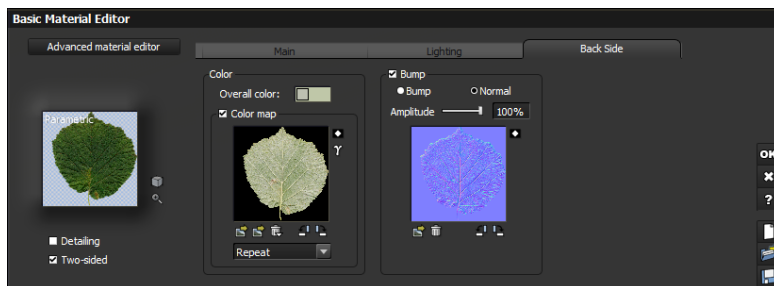 Basic Material Editor
Advanced material editor
Main
Lighting
Back Side
Parametric
Detailing
Two-sided
Color
Overall color:
Color map
γ
Repeat
Bump
Bump Normal
Amplitude 100%
OK
?